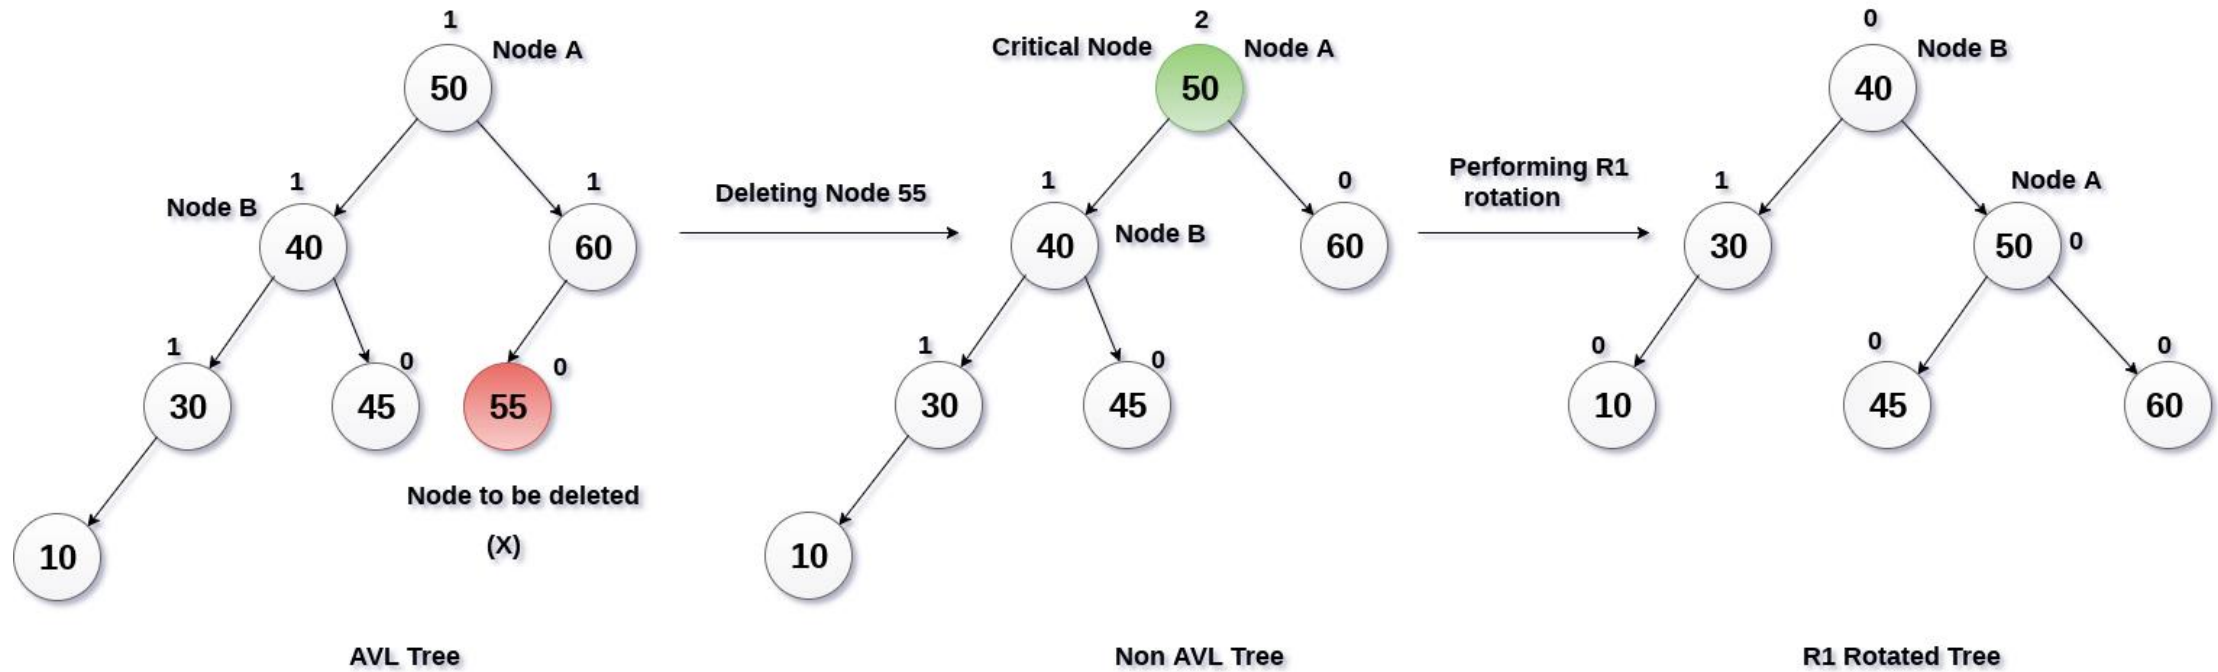 1
Node A
50
1
Node B
40
1
60
1
30
0
45
0
55
10
Node to be deleted
(X)
AVL Tree
Deleting Node 55
2
Critical Node
Node A
50
1
40
Node B
0
60
1
30
0
45
10
Non AVL Tree
Performing R1
rotation
0
Node B
40
1
30
Node A
50
0
0
10
0
45
0
60
R1 Rotated Tree